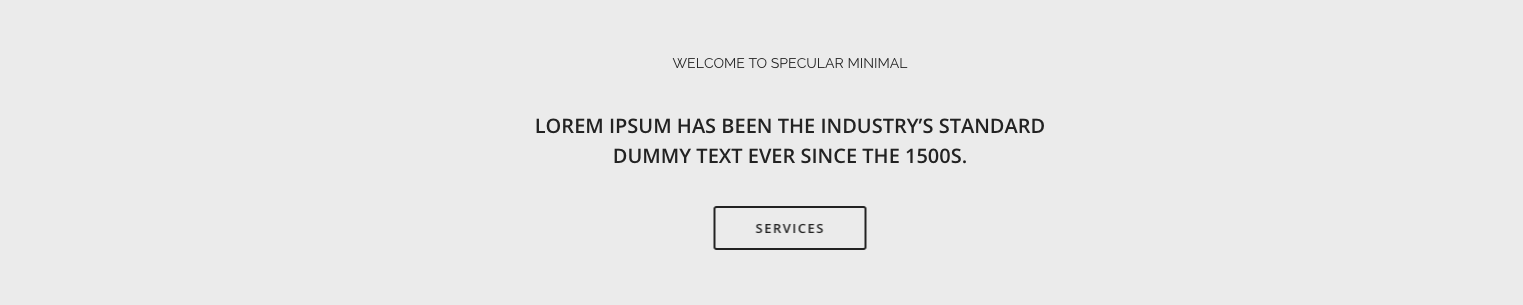 WELCOME TO SPECULAR MINIMAL
LOREM IPSUM HAS BEEN THE INDUSTRY’S STANDARD
DUMMY TEXT EVER SINCE THE 1500S.
SERVICES